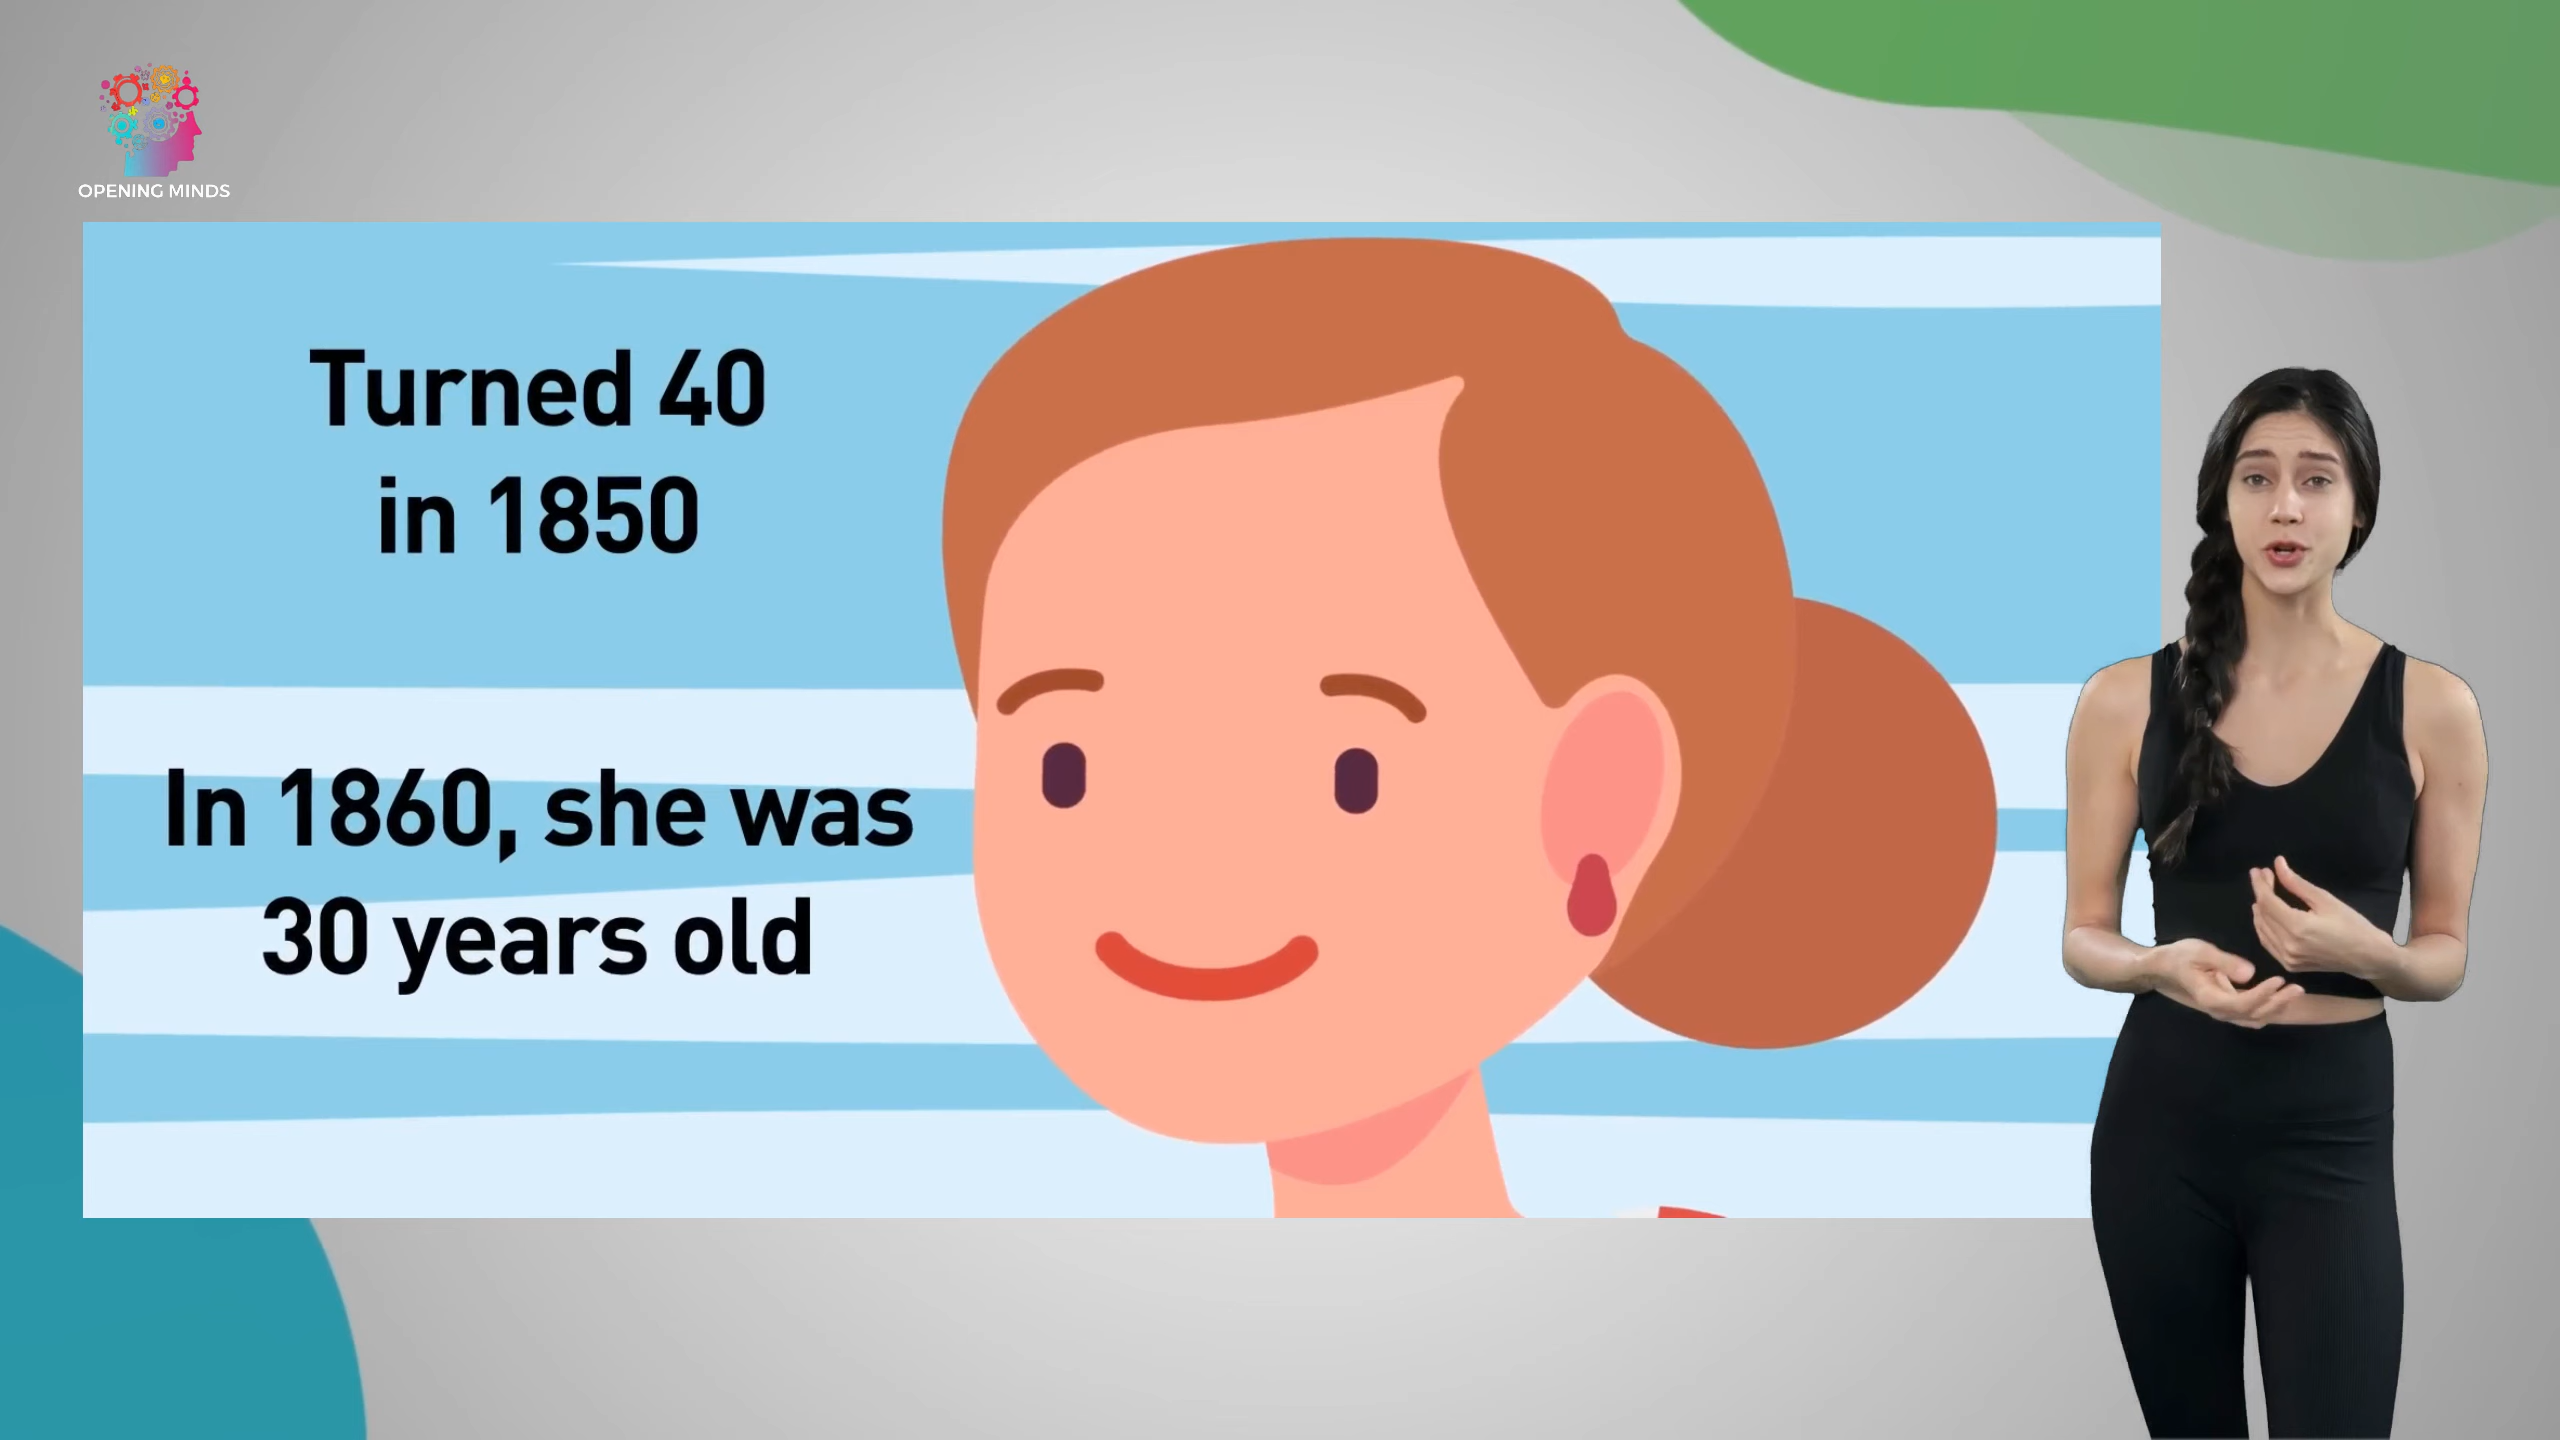 OPENING MINDS
Turned 40
in 1850
In 1860, she was
30 years old